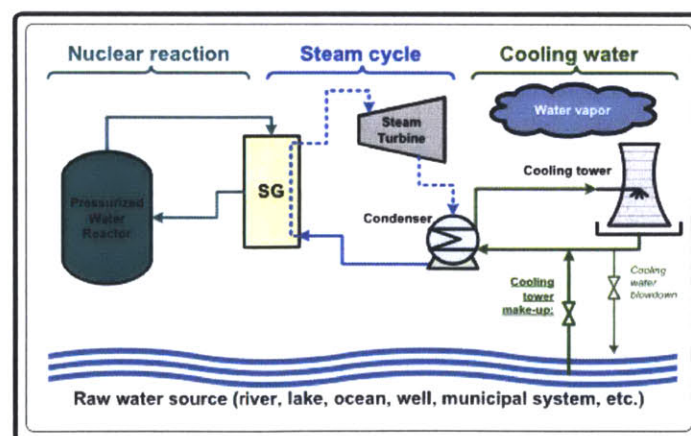 Nuclear reaction
Steam cycle
Cooling water
Water vapor
Steam
Turbine
Cooling tower
Pressurized
Water
Reactor
SG
Condenser
Cooling
tower
make-up:
Cooling
water
blowdown
Raw water source (river, lake, ocean, well, municipal system, etc.)